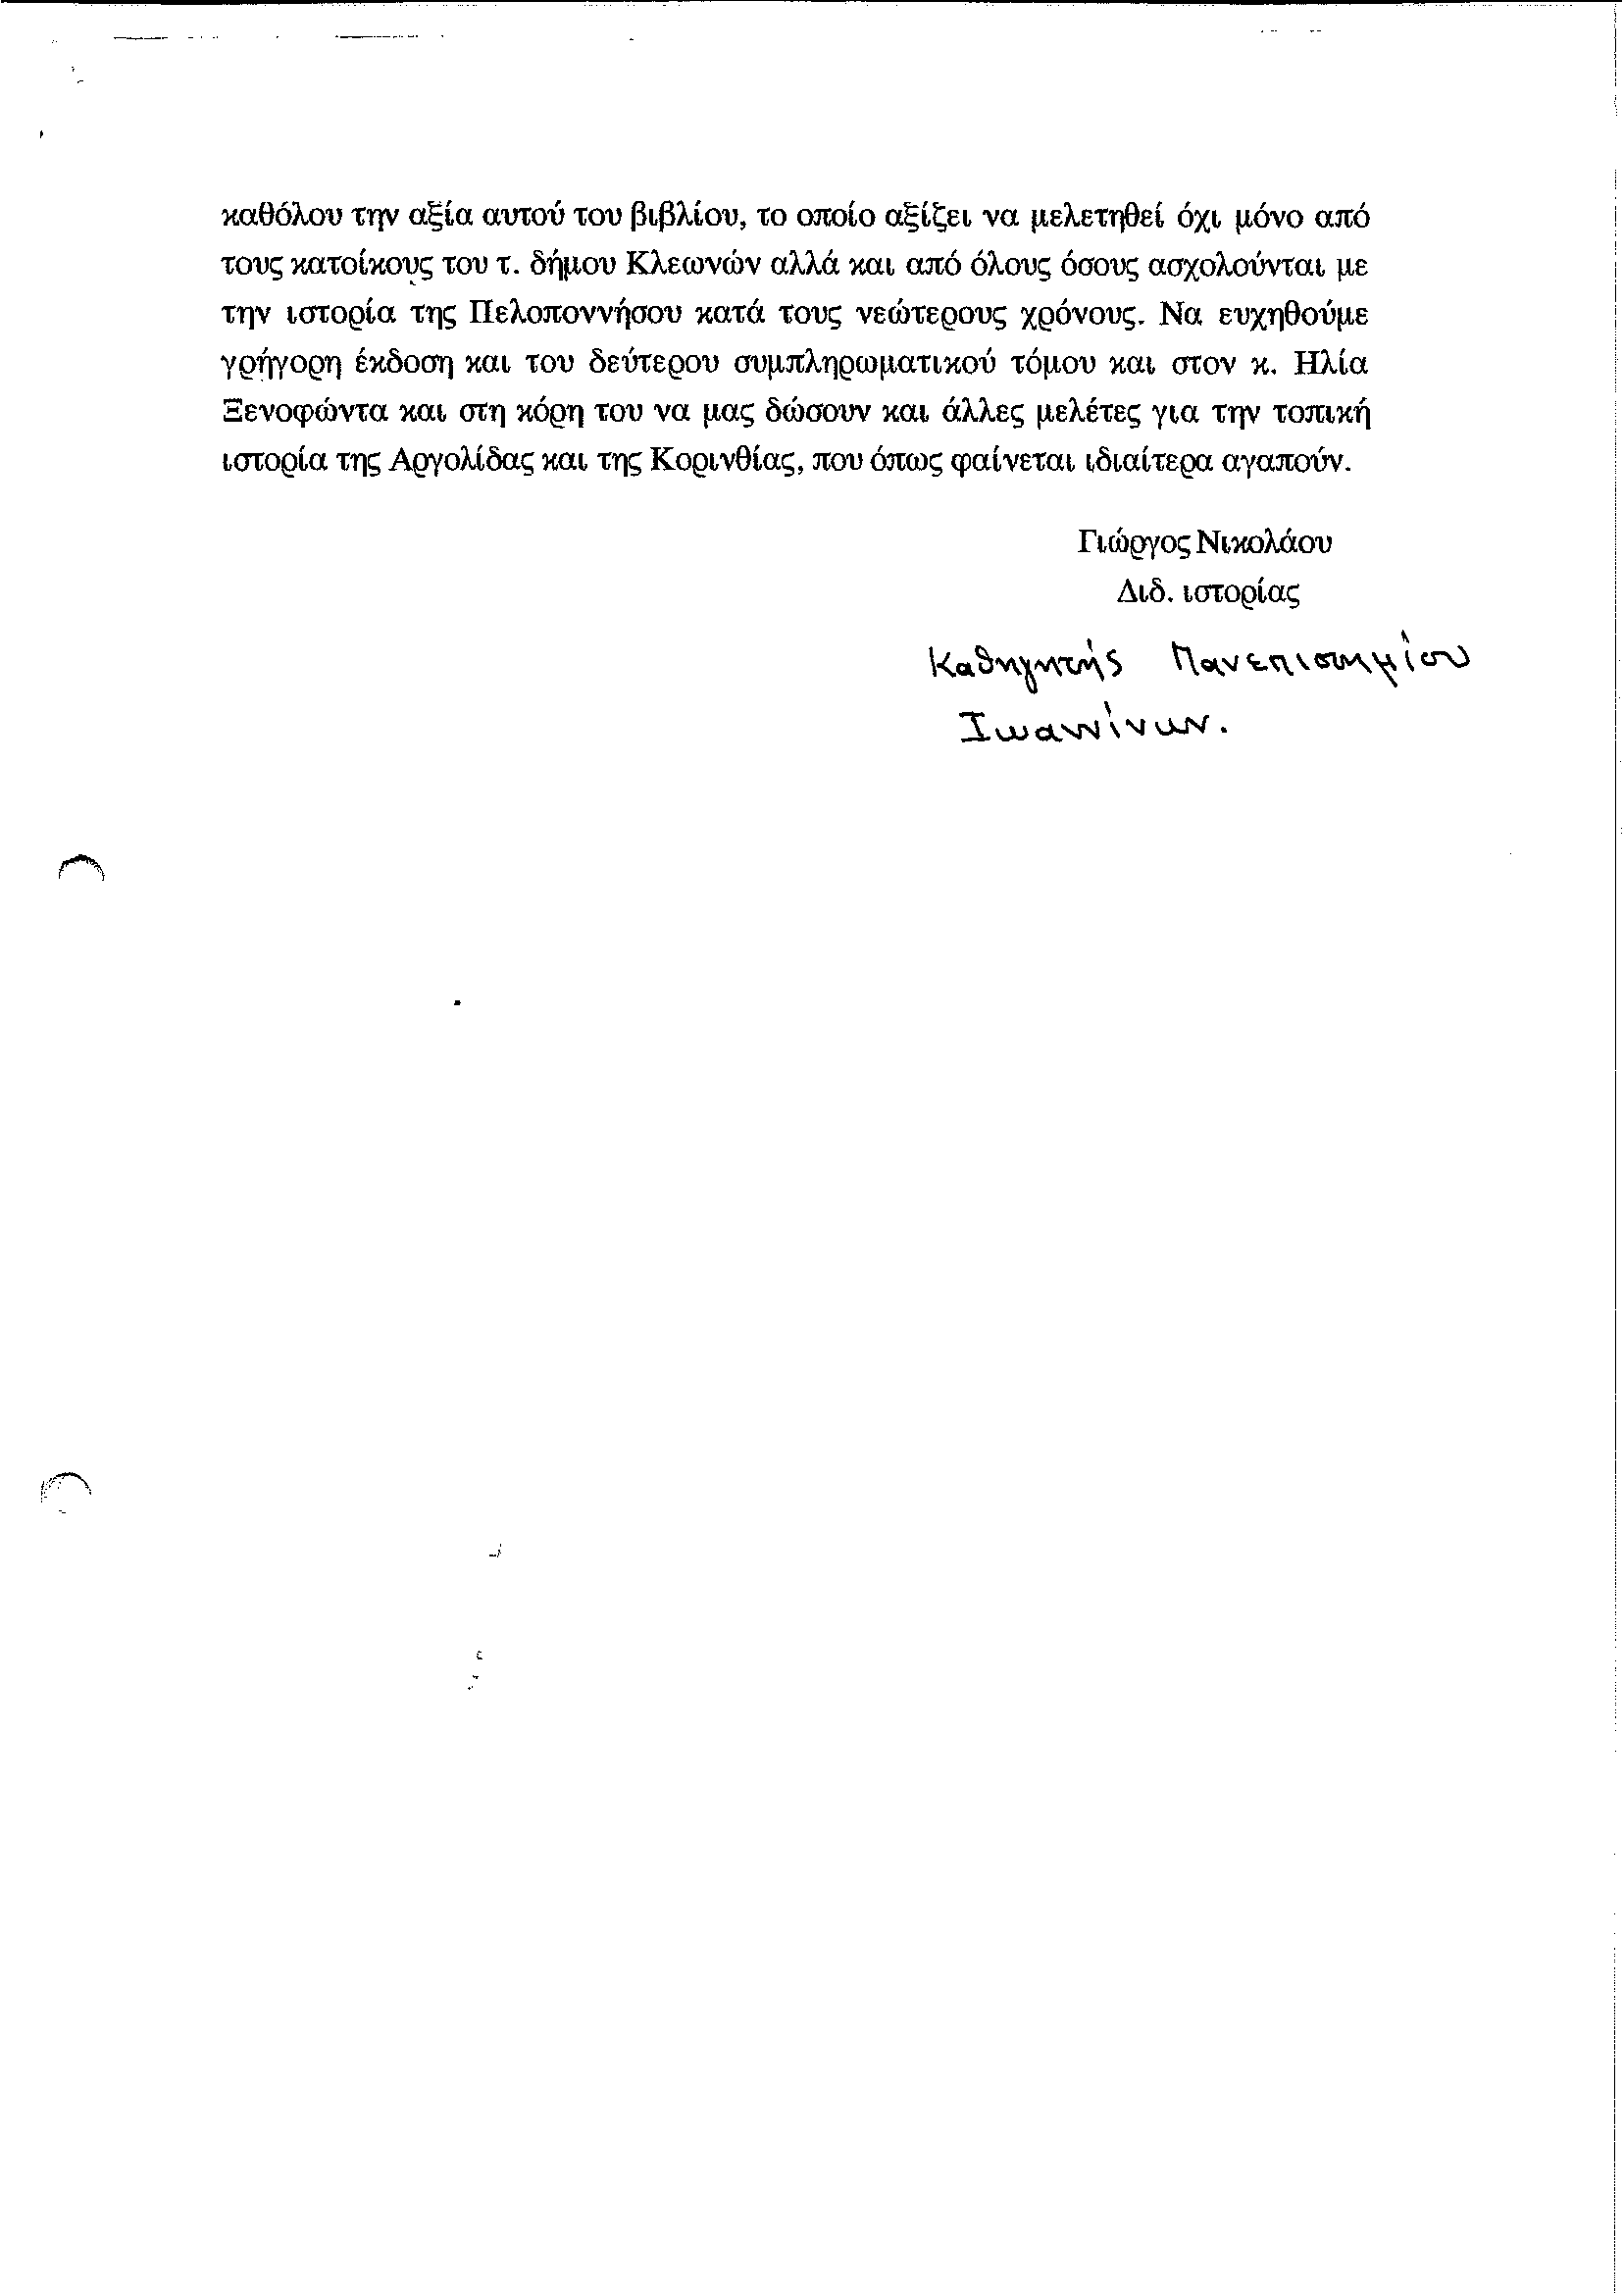 καθόλου την αξία αυτού του βιβλίου, το οποίο αξίζει να μελετηθεί όχι μόνο από
τους κατοίκους του τ. δήμου Κλεωνών αλλά και από όλους όσους ασχολούνται με
την ιστορία της Πελοποννήσου κατά τους νεώτερους χρόνους. Να ευχηθούμε
γρήγορη έκδοση και του δεύτερου συμπληρωματικού τόμου και στον κ. Ηλία
Ξενοφώντα και στη κόρη του να μας δώσουν και άλλες μελέτες για την τοπική
ιστορία της Αργολίδας και της Κορινθίας, που όπως φαίνεται ιδιαίτερα αγαπούν.
Γιώργος Νικολάου
Διδ. ιστορίας
Καθηγητής Πανεπιστημίου
Ιωαννίνων.